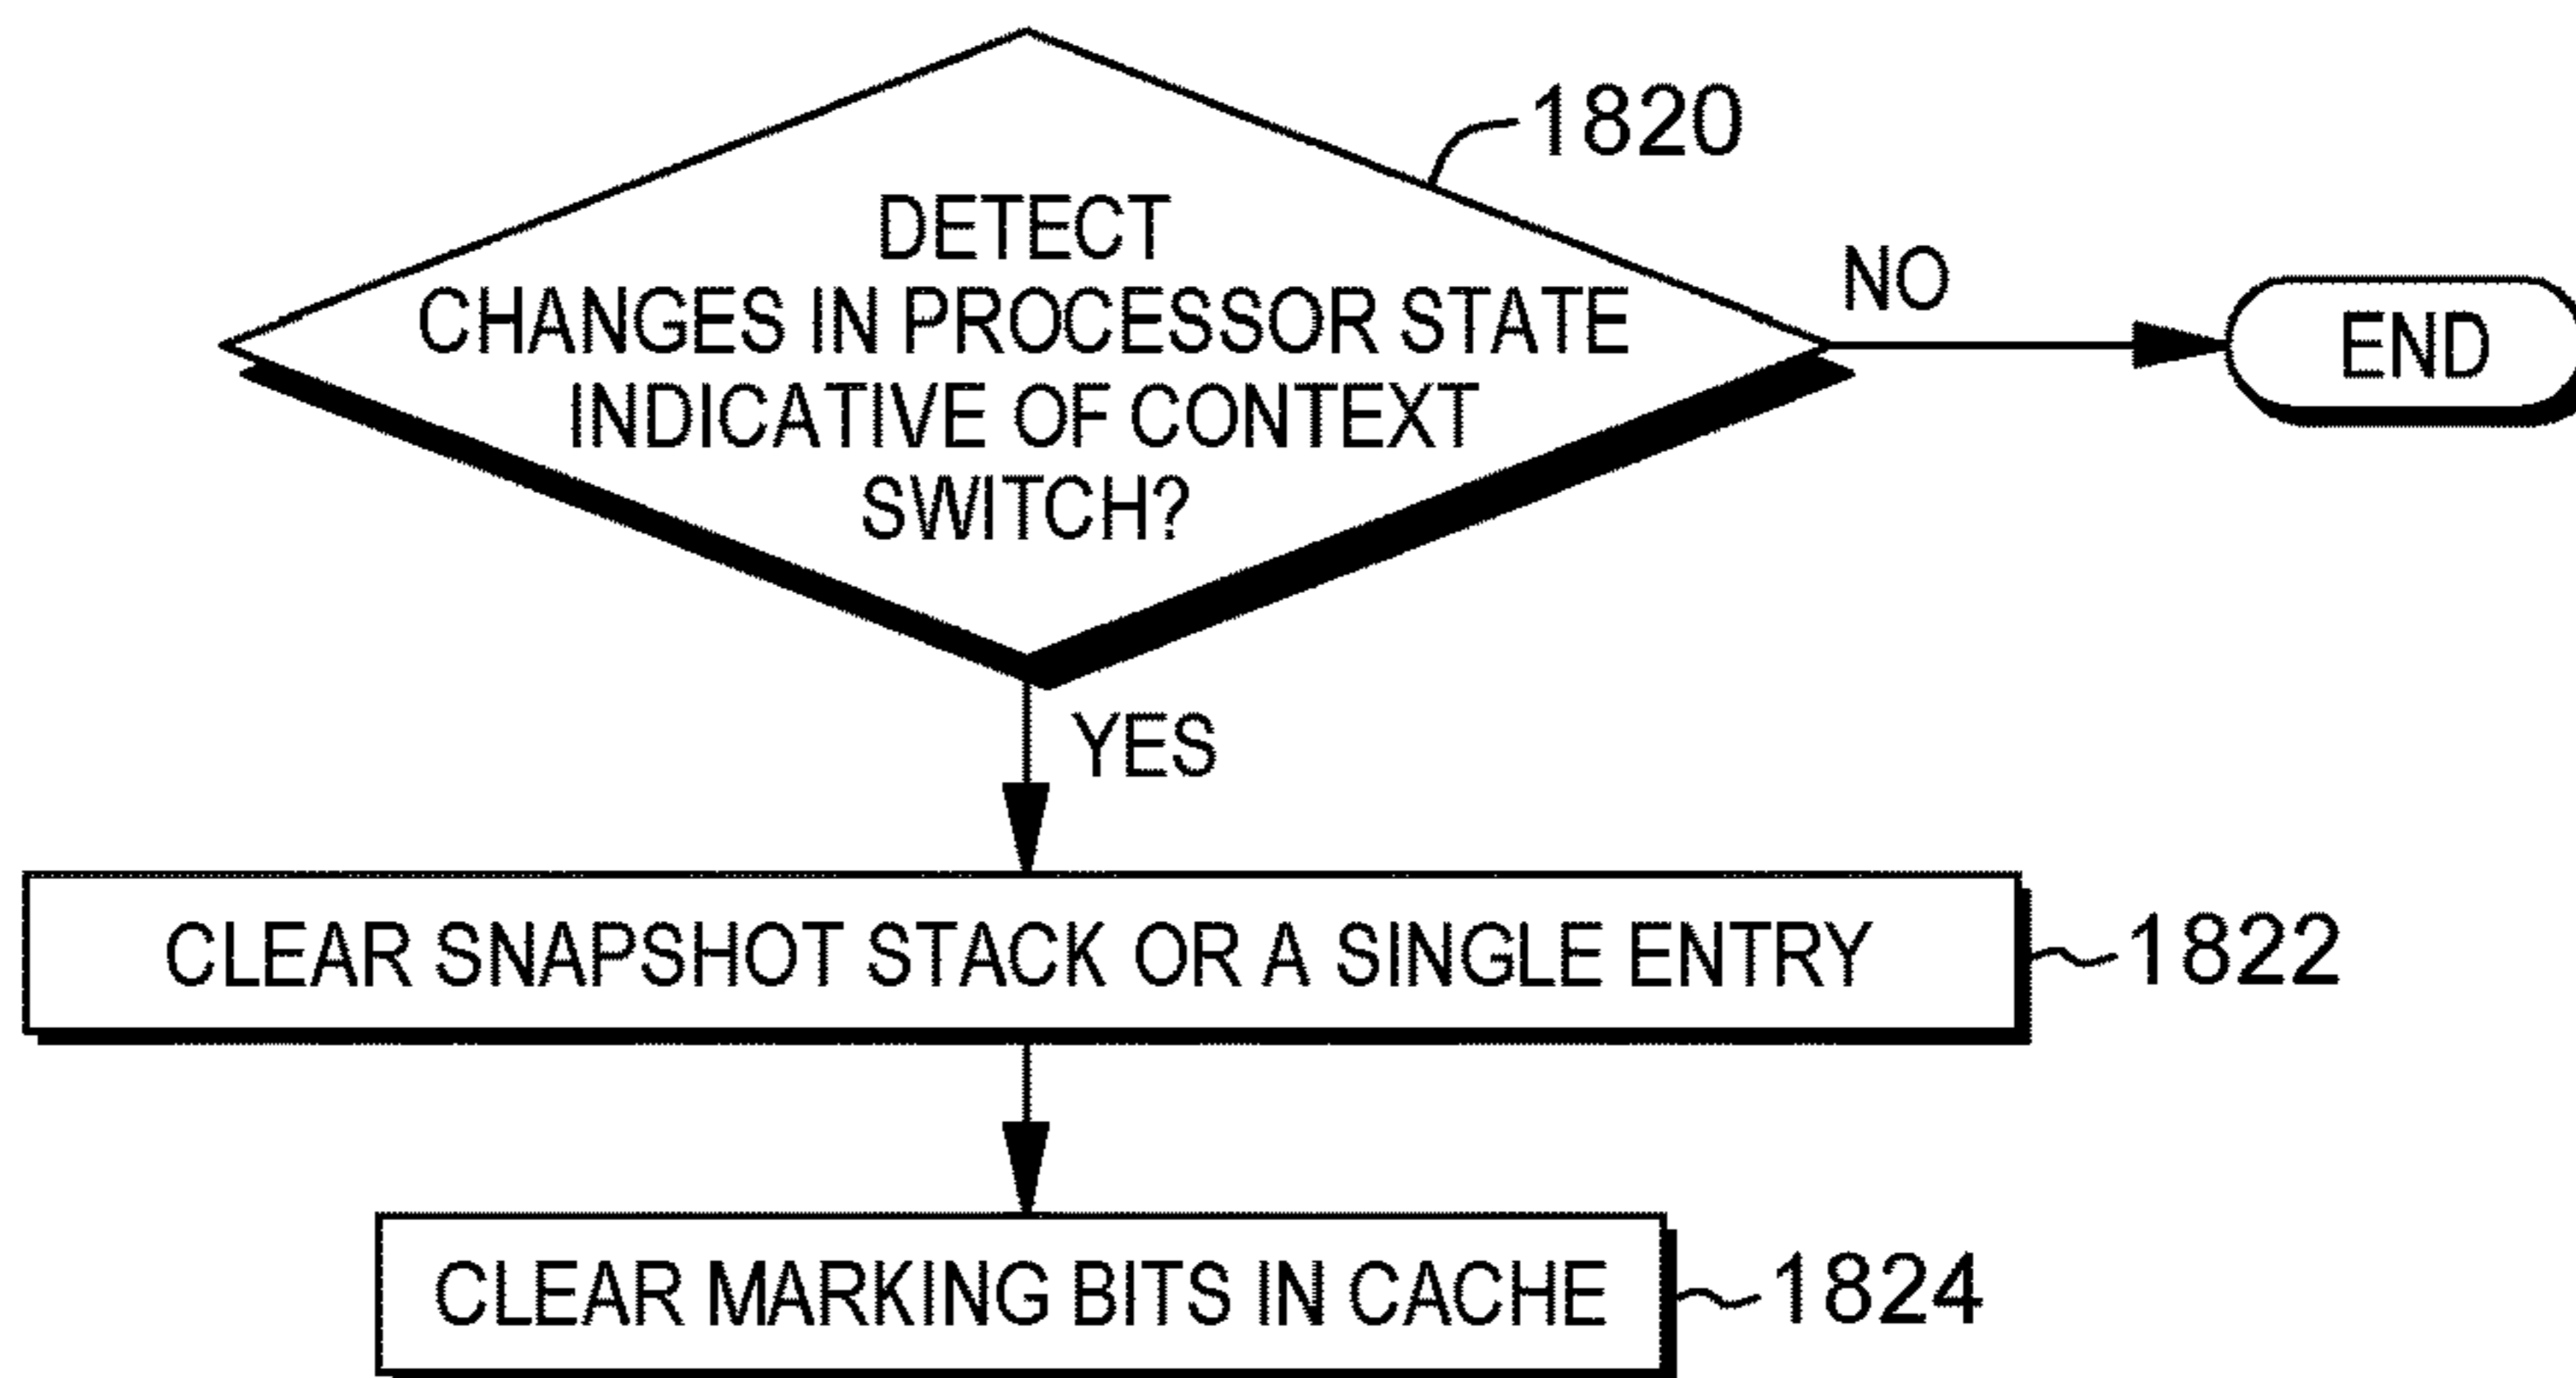 1820
DETECT
CHANGES IN PROCESSOR STATE
INDICATIVE OF CONTEXT
SWITCH?
NO
END
YES
CLEAR SNAPSHOT STACK OR A SINGLE ENTRY
1822
CLEAR MARKING BITS IN CACHE
1824